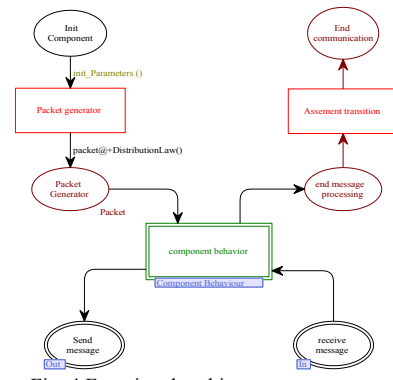 Init
Component
End
communication
init_Parameters ()
Packet generator
Assement transition
packet@+DistributionLaw()
Packet
Generator
end message
processing
Packet
component behavior
Component Behaviour
Send
message
Out
receive
message
In